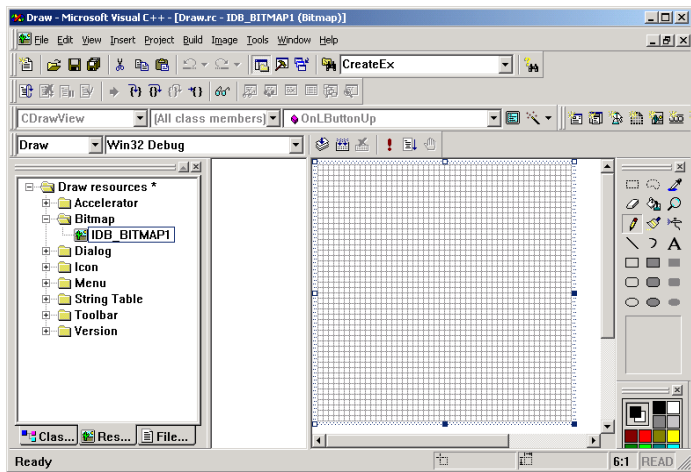 Draw - Microsoft Visual C++ - [Draw.rc - IDB_BITMAP1 (Bitmap)]
File Edit View Insert Project Build Image Tools Window Help
CreateEx
CDrawView (All class members) OnLButtonUp
Draw Win32 Debug
Draw resources *
Accelerator
Bitmap
IDB_BITMAP1
Dialog
Icon
Menu
String Table
Toolbar
Version
A
Clas... Res... File...
Ready 6:1 READ